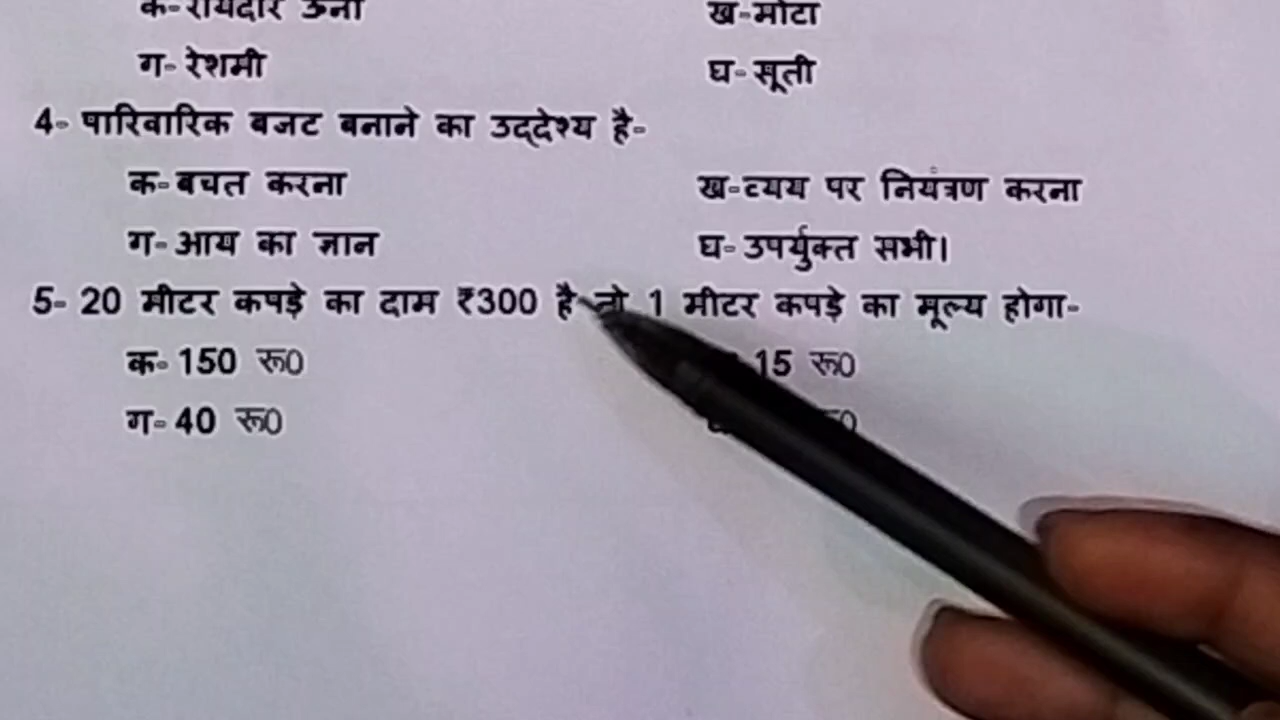 क- रोयेदार ऊनी ख-मोटा
ग- रेशमी घ- सूती
4- पारिवारिक बजट बनाने का उद्देश्य है-
क- बचत करना ख-व्यय पर नियंत्रण करना
ग- आय का ज्ञान घ- उपर्युक्त सभी।
5- 20 मीटर कपड़े का दाम ₹300 है तो 1 मीटर कपड़े का मूल्य होगा-
क- 150 रू0 15 रू0
ग- 40 रू0